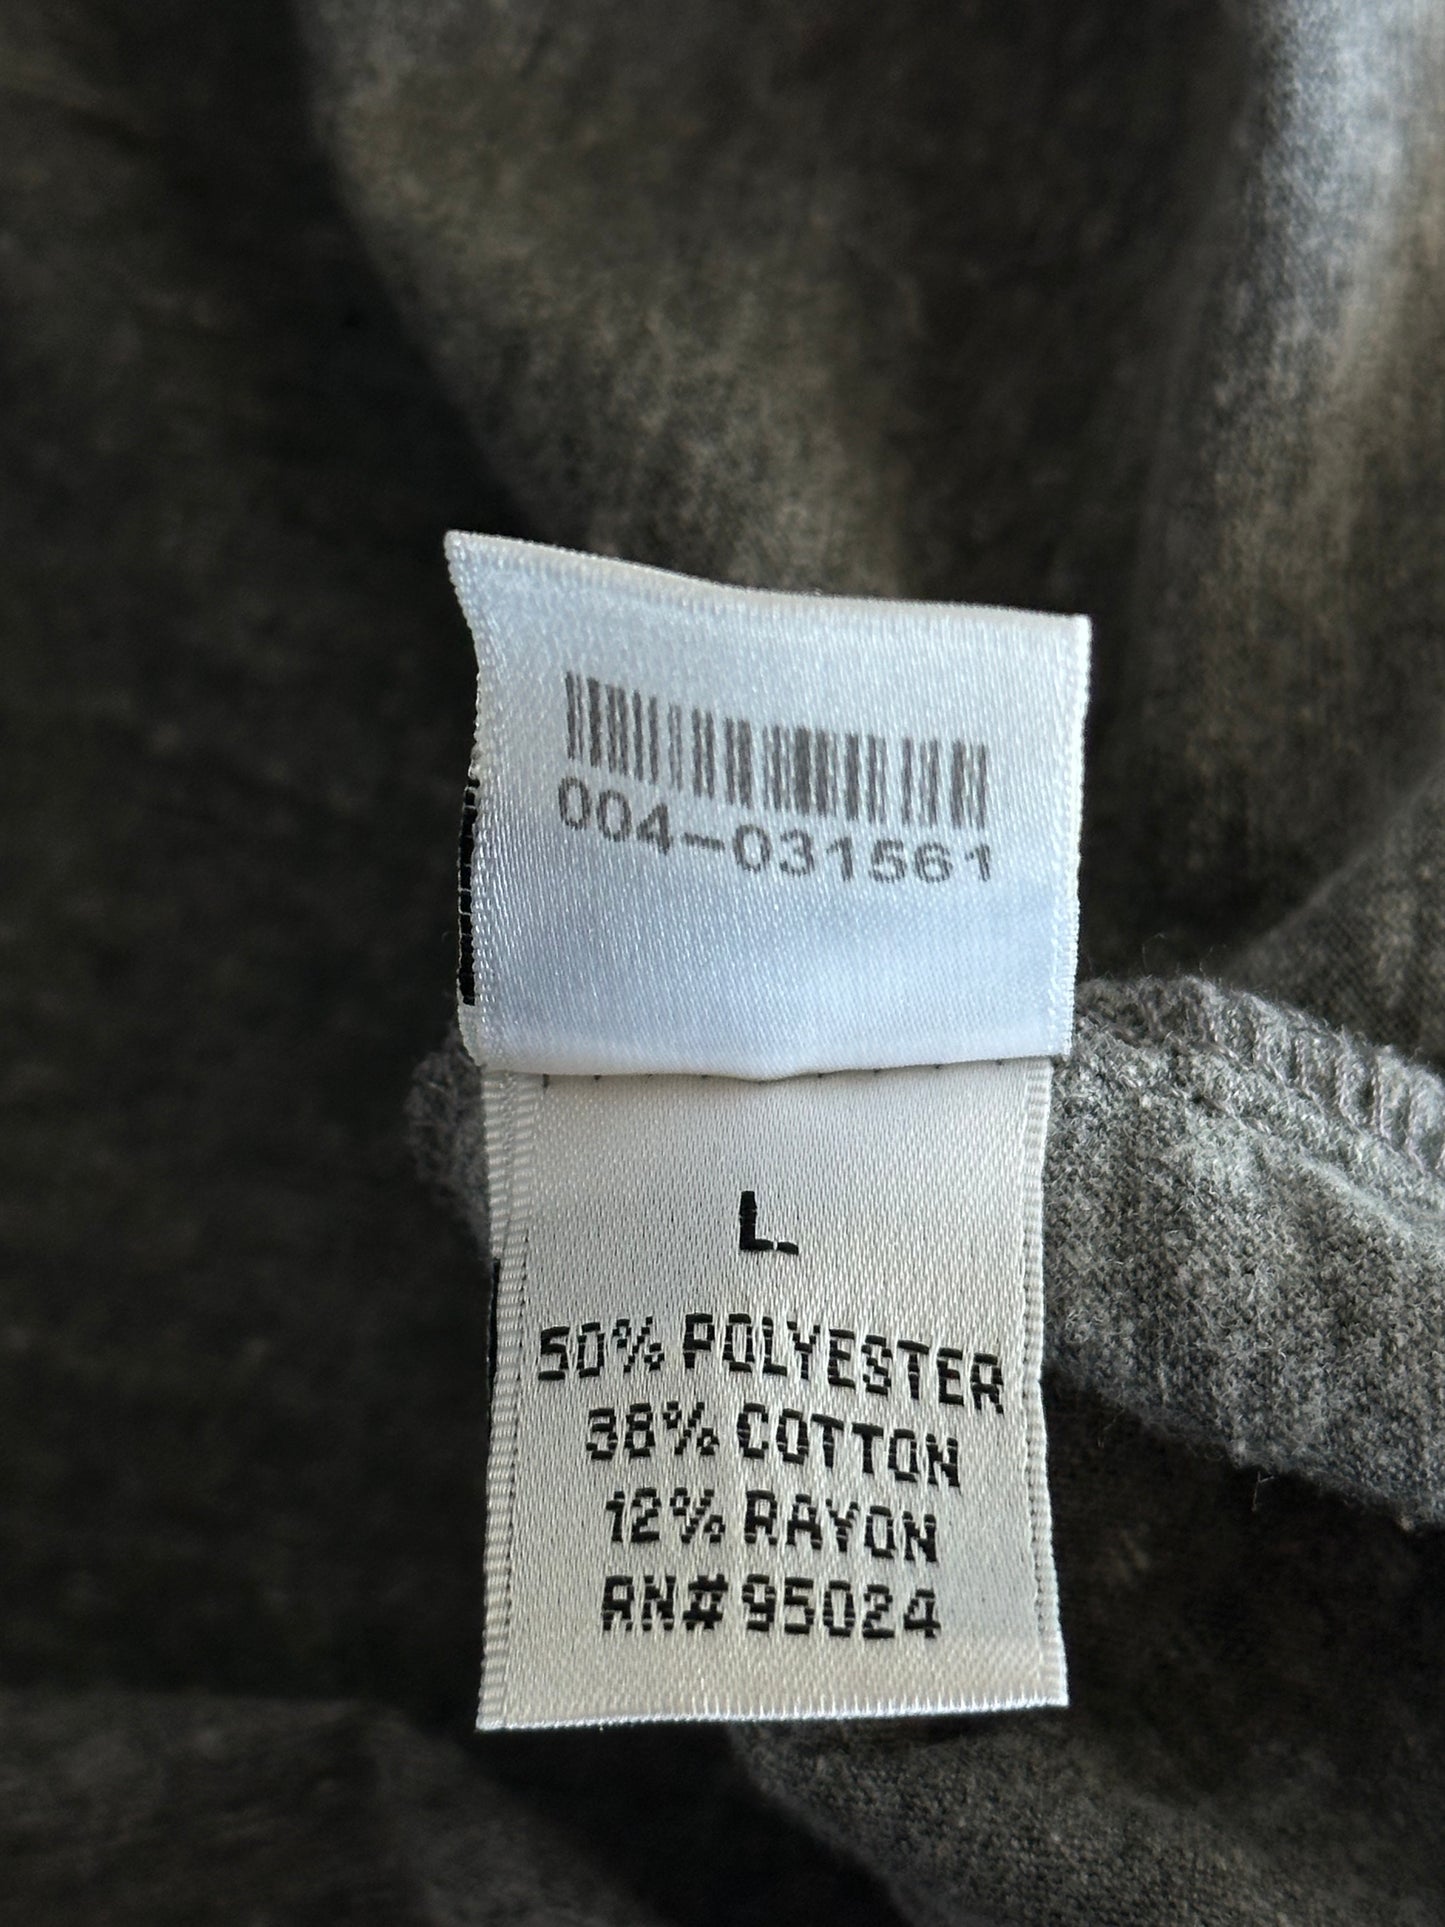 004-031561
L.
50% POLYESTER
38% COTTON
12% RAYON
RN# 95024